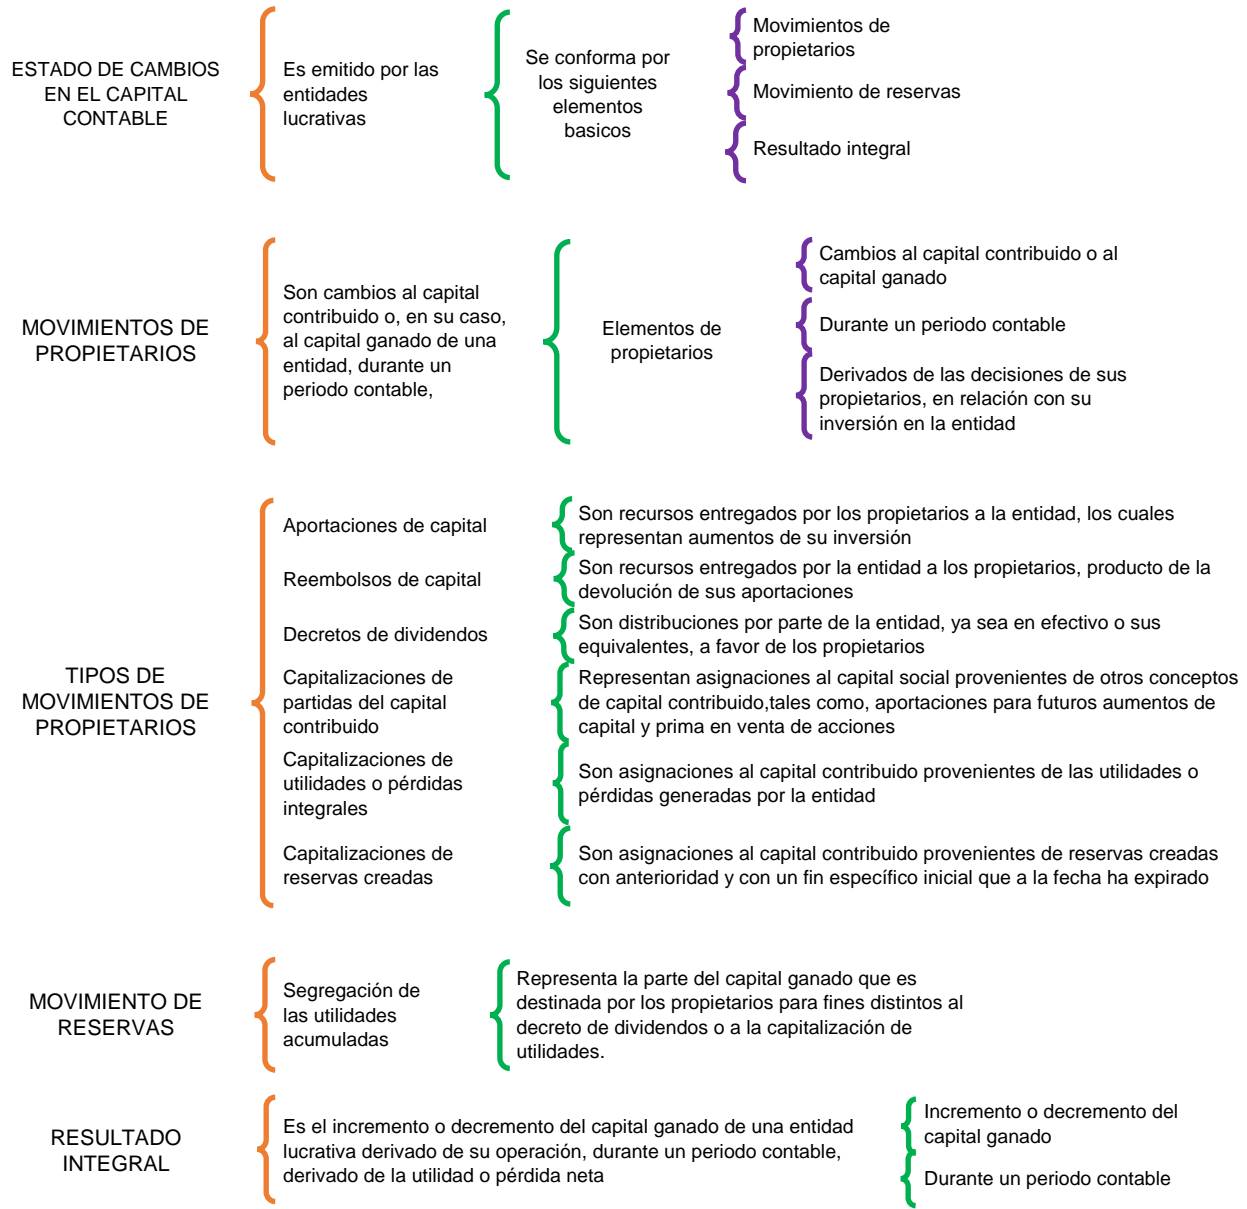 ESTADO DE CAMBIOS
EN EL CAPITAL
CONTABLE
Es emitido por las
entidades
lucrativas
Se conforma por
los siguientes
elementos
basicos
Movimientos de
propietarios
Movimiento de reservas
Resultado integral
MOVIMIENTOS DE
PROPIETARIOS
Son cambios al capital
contribuido o, en su caso,
al capital ganado de una
entidad, durante un
periodo contable,
Elementos de
propietarios
Cambios al capital contribuido o al
capital ganado
Durante un periodo contable
Derivados de las decisiones de sus
propietarios, en relación con su
inversión en la entidad
TIPOS DE
MOVIMIENTOS DE
PROPIETARIOS
Aportaciones de capital
Son recursos entregados por los propietarios a la entidad, los cuales
representan aumentos de su inversión
Reembolsos de capital
Son recursos entregados por la entidad a los propietarios, producto de la
devolución de sus aportaciones
Decretos de dividendos
Son distribuciones por parte de la entidad, ya sea en efectivo o sus
equivalentes, a favor de los propietarios
Capitalizaciones de
partidas del capital
contribuido
Representan asignaciones al capital social provenientes de otros conceptos
de capital contribuido,tales como, aportaciones para futuros aumentos de
capital y prima en venta de acciones
Capitalizaciones de
utilidades o pérdidas
integrales
Son asignaciones al capital contribuido provenientes de las utilidades o
pérdidas generadas por la entidad
Capitalizaciones de
reservas creadas
Son asignaciones al capital contribuido provenientes de reservas creadas
con anterioridad y con un fin específico inicial que a la fecha ha expirado
MOVIMIENTO DE
RESERVAS
Segregación de
las utilidades
acumuladas
Representa la parte del capital ganado que es
destinada por los propietarios para fines distintos al
decreto de dividendos o a la capitalización de
utilidades.
RESULTADO
INTEGRAL
Es el incremento o decremento del capital ganado de una entidad
lucrativa derivado de su operación, durante un periodo contable,
derivado de la utilidad o pérdida neta
Incremento o decremento del
capital ganado
Durante un periodo contable